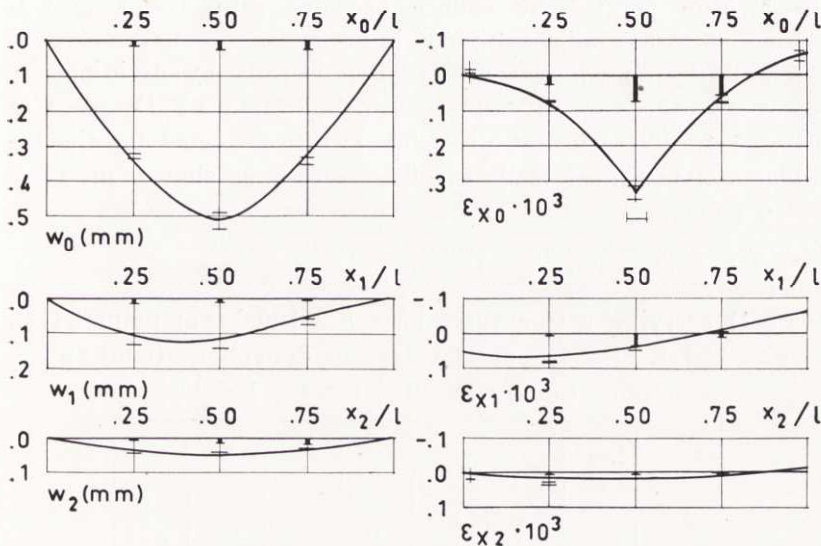 .25 .50 .75 x₀/l
.0
.1
.2
.3
.4
.5
w₀(mm)
.25 .50 .75 x₀/l
-.1
.0
.1
.2
.3
εx0·10³
.25 .50 .75 x₁/l
.0
.1
.2
w₁(mm)
.25 .50 .75 x₁/l
-.1
.0
.1
εx1·10³
.25 .50 .75 x₂/l
.0
.1
w₂(mm)
.25 .50 .75 x₂/l
-.1
.0
.1
εx2·10³